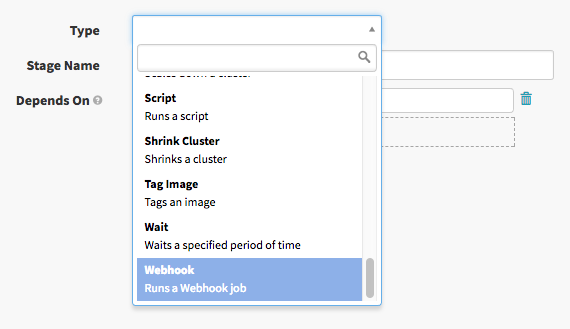 Type
Stage Name
Depends On
Script
Runs a script
Shrink Cluster
Shrinks a cluster
Tag Image
Tags an image
Wait
Waits a specified period of time
Webhook
Runs a Webhook job